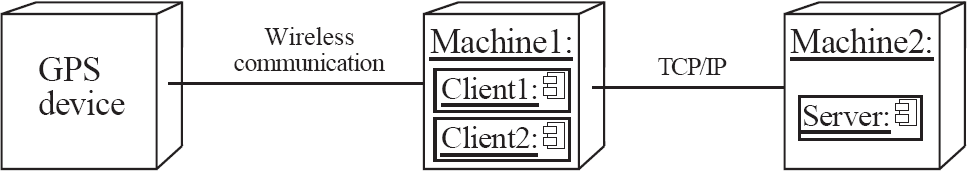 GPS
device
Wireless
communication
Machine1:
Client1:
Client2:
TCP/IP
Machine2:
Server: